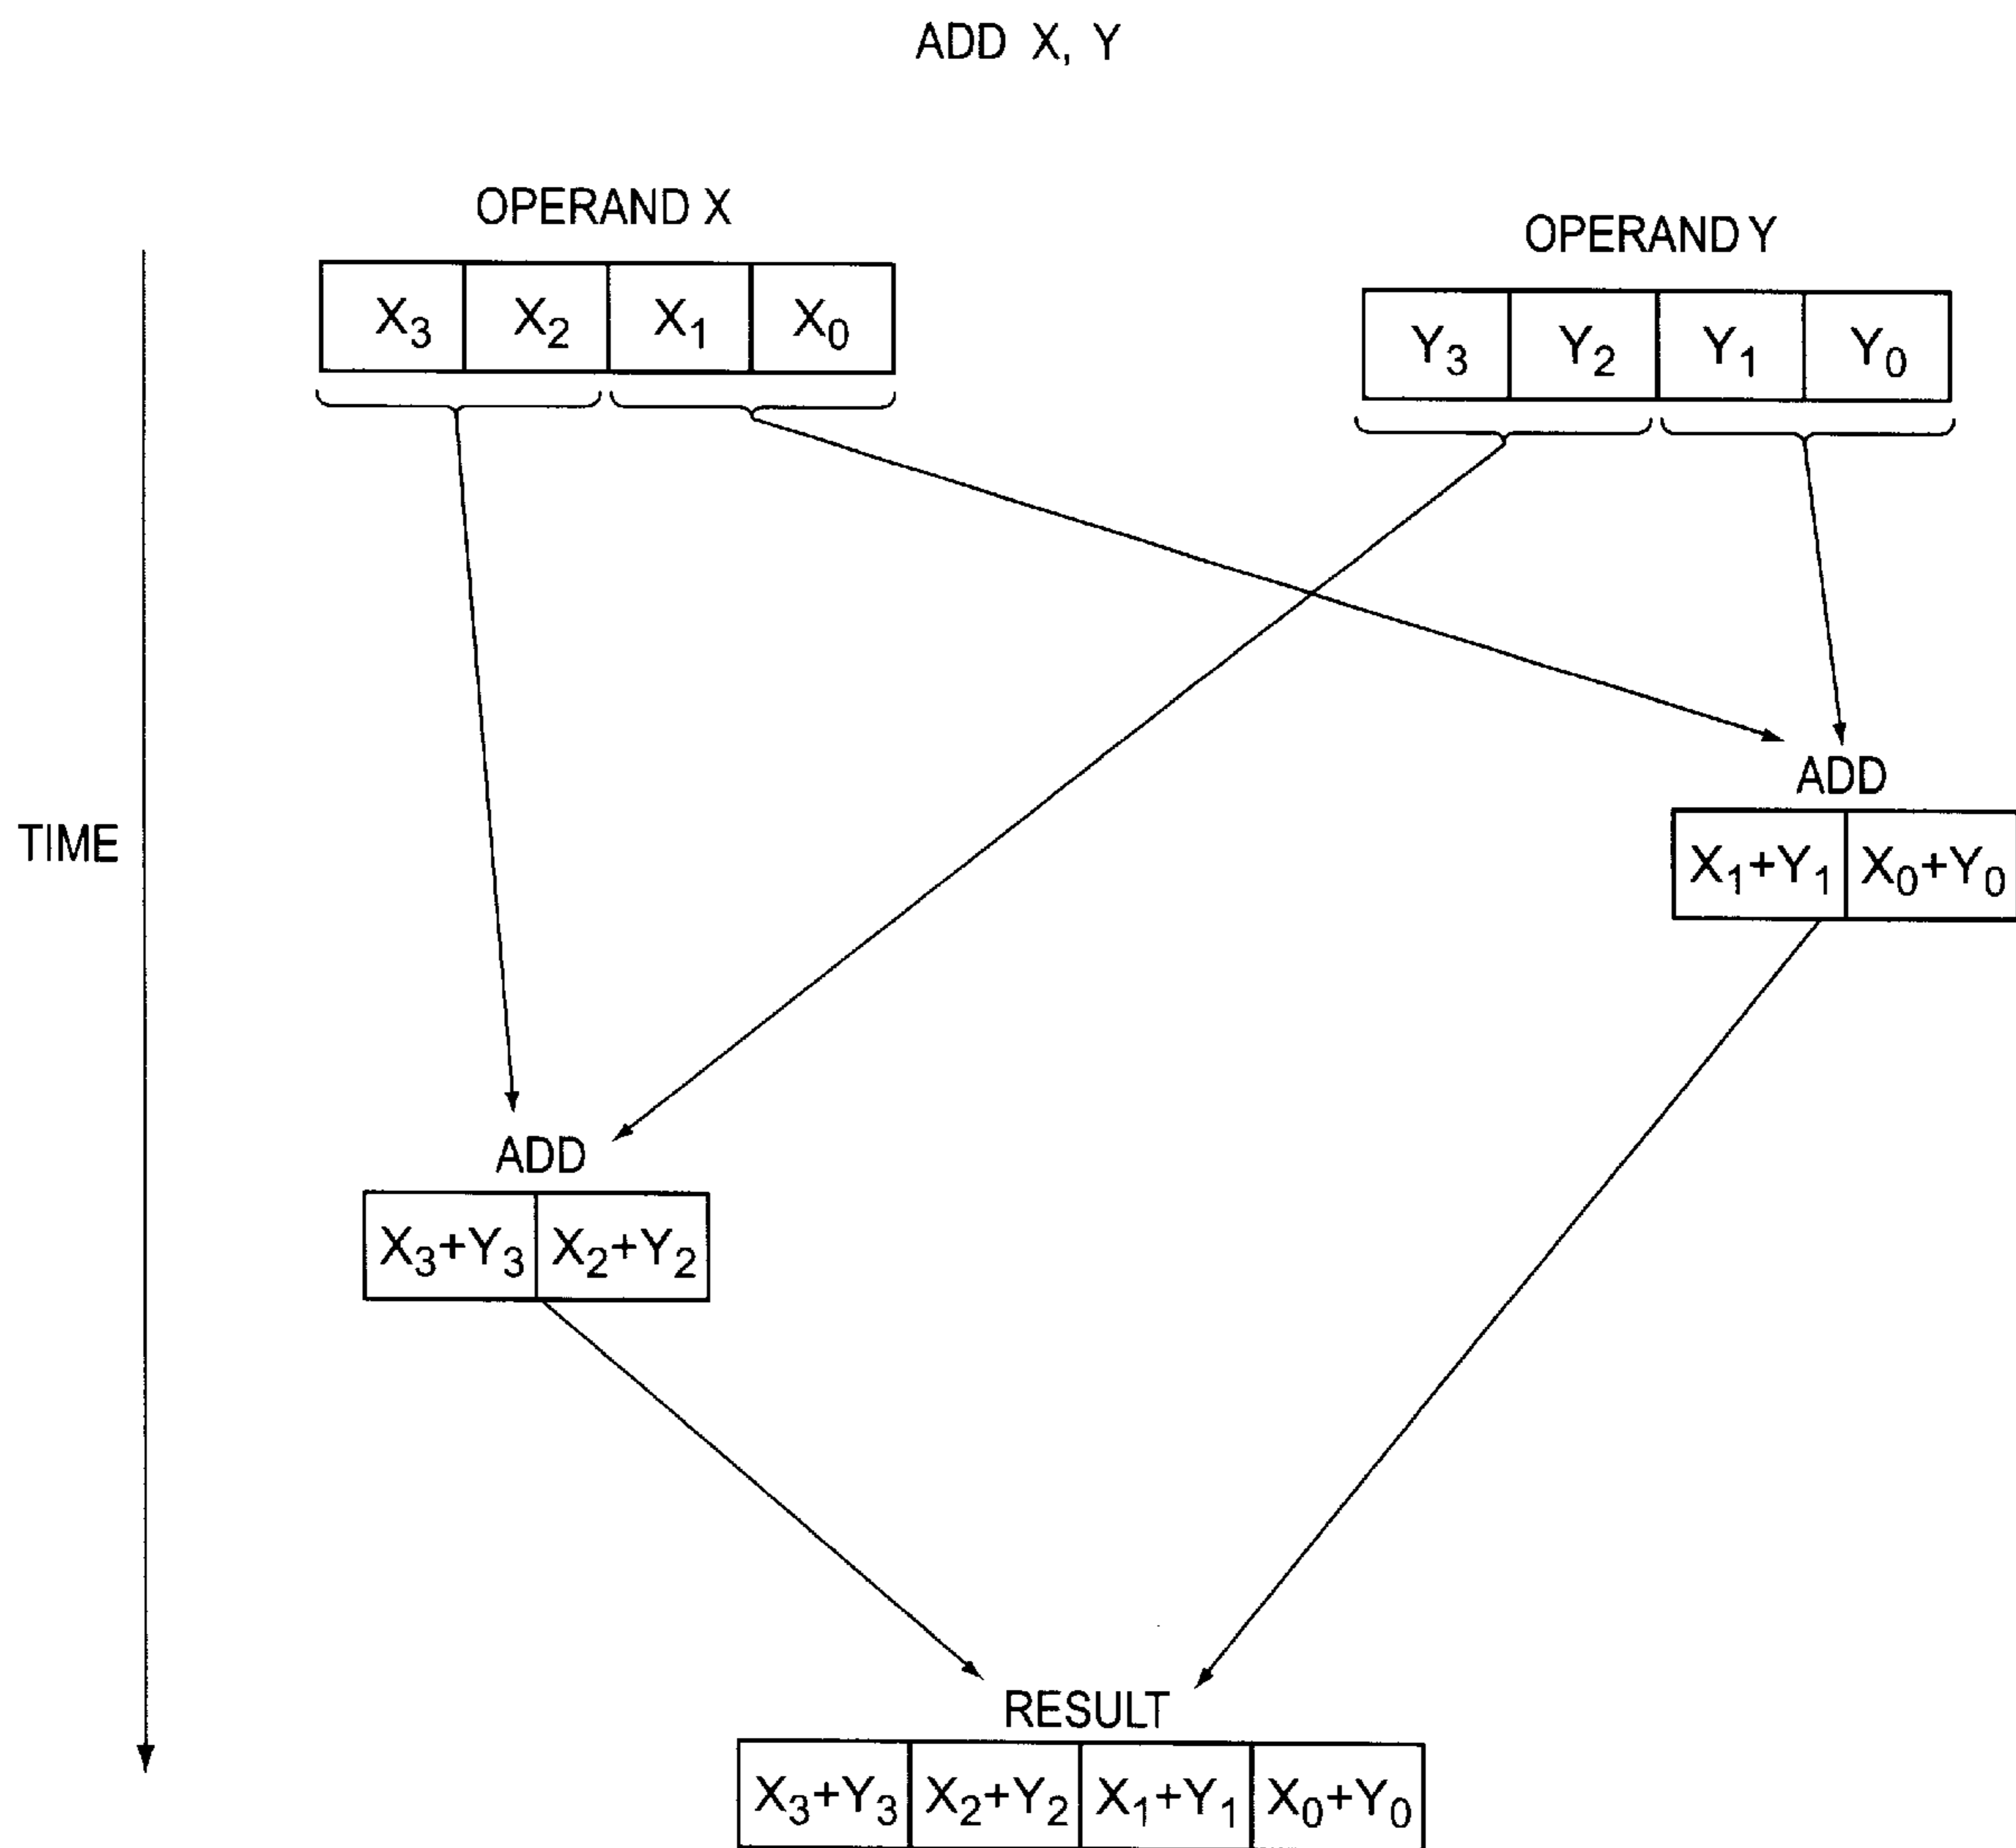 ADD X, Y
OPERAND X
OPERAND Y
X₃ X₂ X₁ X₀
Y₃ Y₂ Y₁ Y₀
ADD
TIME
X₁+Y₁ X₀+Y₀
ADD
X₃+Y₃ X₂+Y₂
RESULT
X₃+Y₃ X₂+Y₂ X₁+Y₁ X₀+Y₀